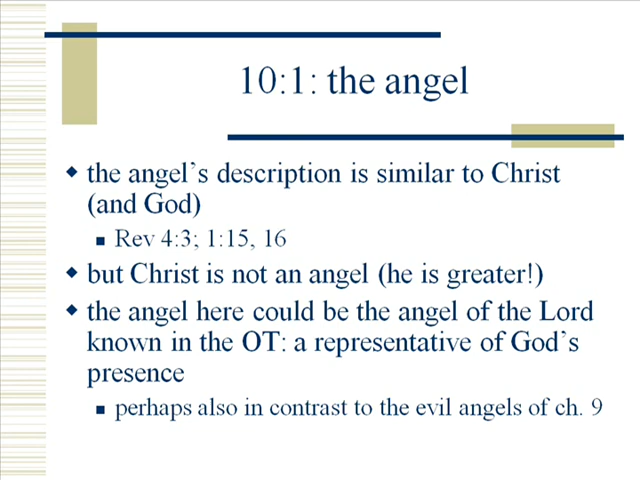 10:1: the angel
the angel's description is similar to Christ
(and God)
Rev 4:3; 1:15, 16
but Christ is not an angel (he is greater!)
the angel here could be the angel of the Lord
known in the OT: a representative of God's
presence
perhaps also in contrast to the evil angels of ch. 9